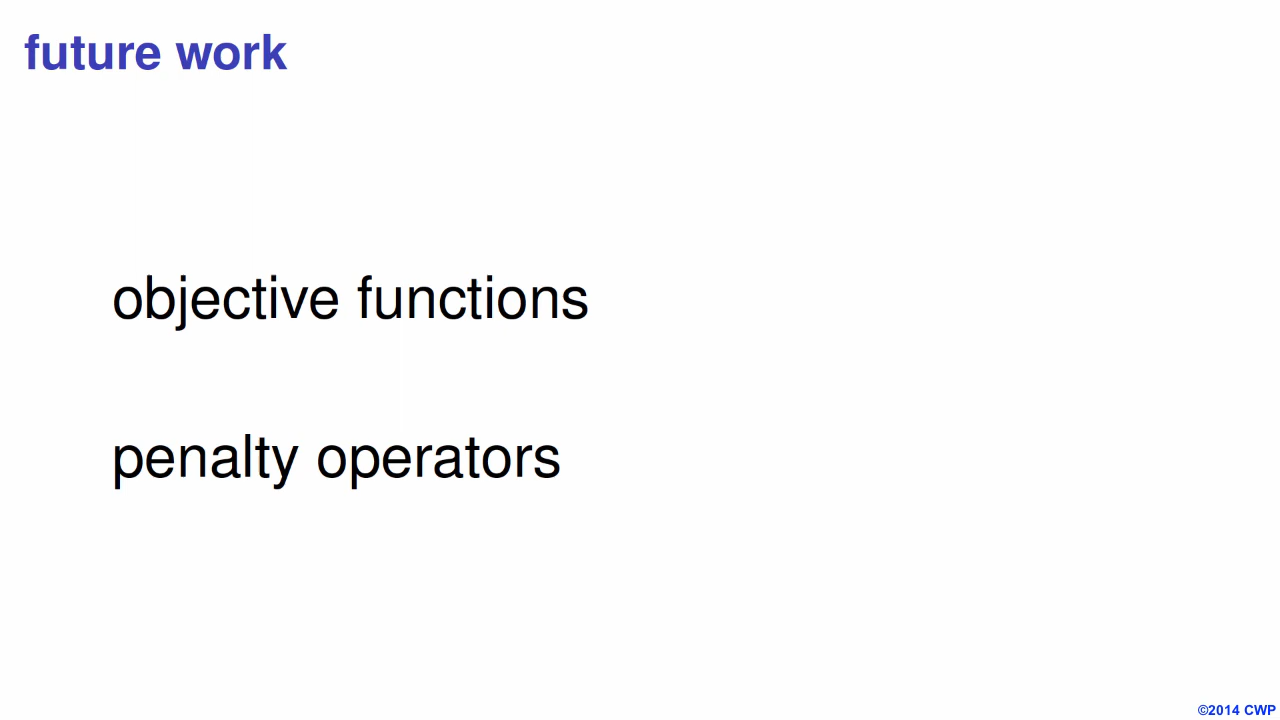 future work
objective functions
penalty operators
©2014 CWP